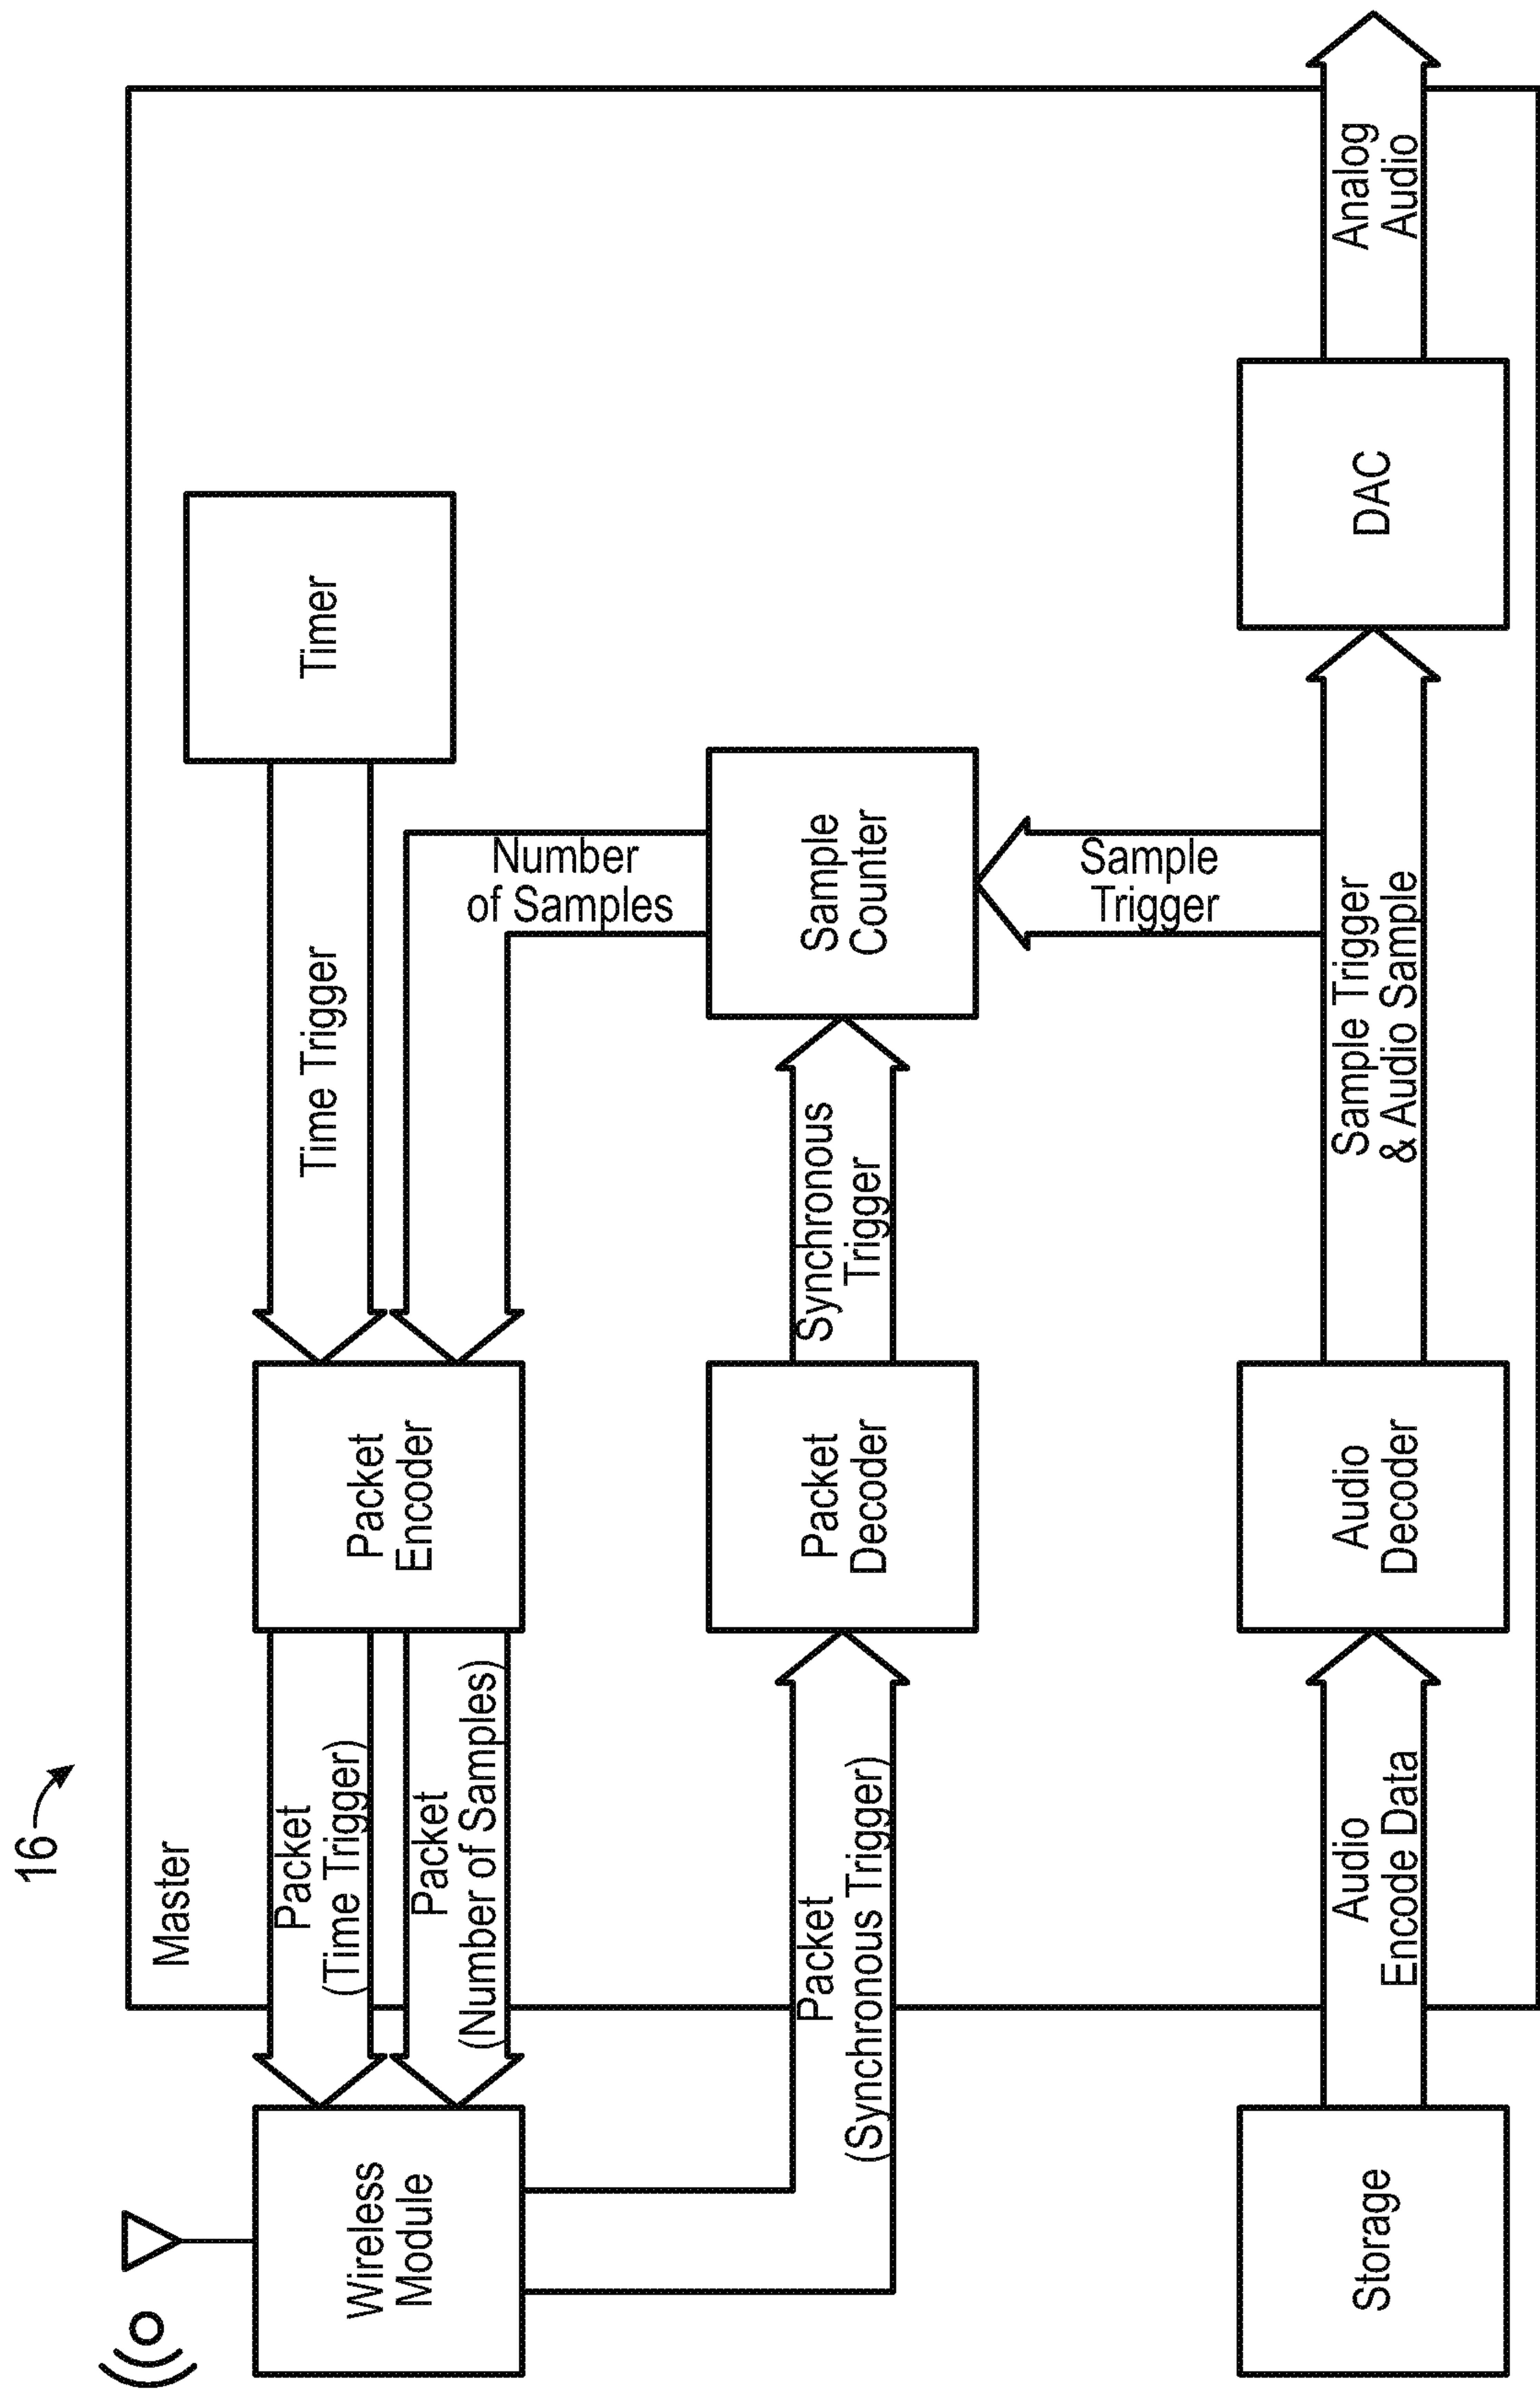 16
Master
Wireless
Module
Packet
(Time Trigger)
Packet
(Number of Samples)
Packet
Encoder
Time Trigger
Timer
Number
of Samples
Packet
(Synchronous Trigger)
Packet
Decoder
Synchronous
Trigger
Sample
Counter
Sample
Trigger
Storage
Audio
Encode Data
Audio
Decoder
Sample Trigger
& Audio Sample
DAC
Analog
Audio